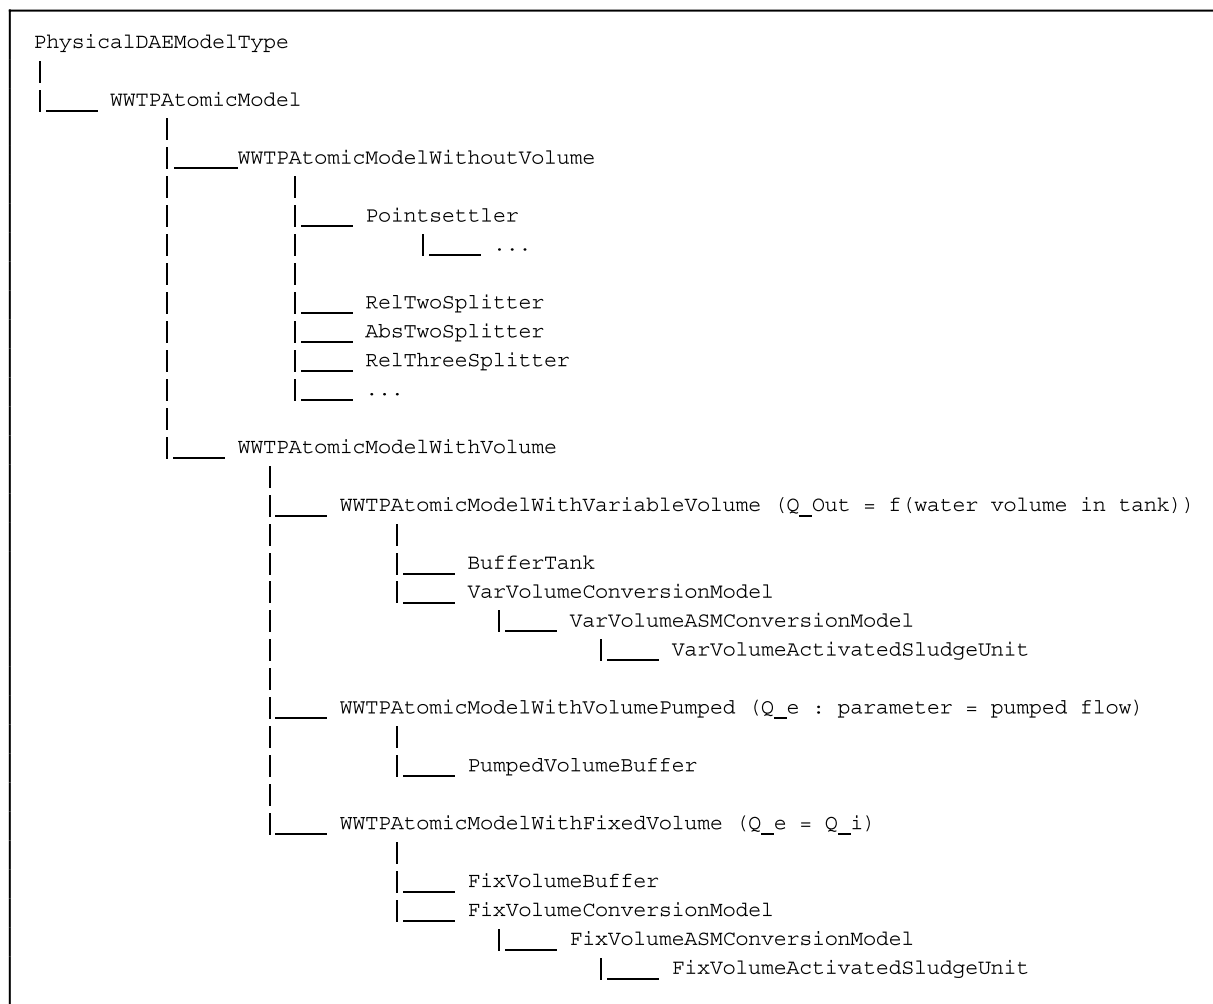 PhysicalDAEModelType
WWTPAtomicModel
WWTPAtomicModelWithoutVolume
Pointsettler
...
RelTwoSplitter
AbsTwoSplitter
RelThreeSplitter
...
WWTPAtomicModelWithVolume
WWTPAtomicModelWithVariableVolume (Q_Out = f(water volume in tank))
BufferTank
VarVolumeConversionModel
VarVolumeASMConversionModel
VarVolumeActivatedSludgeUnit
WWTPAtomicModelWithVolumePumped (Q_e : parameter = pumped flow)
PumpedVolumeBuffer
WWTPAtomicModelWithFixedVolume (Q_e = Q_i)
FixVolumeBuffer
FixVolumeConversionModel
FixVolumeASMConversionModel
FixVolumeActivatedSludgeUnit